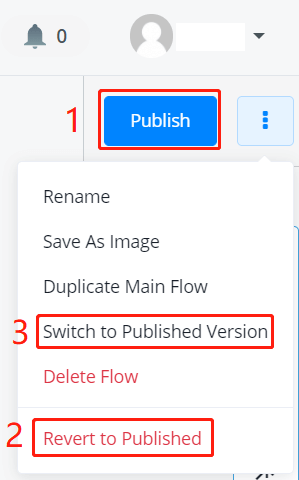 0
1 Publish
Rename
Save As Image
Duplicate Main Flow
3 Switch to Published Version
Delete Flow
2 Revert to Published